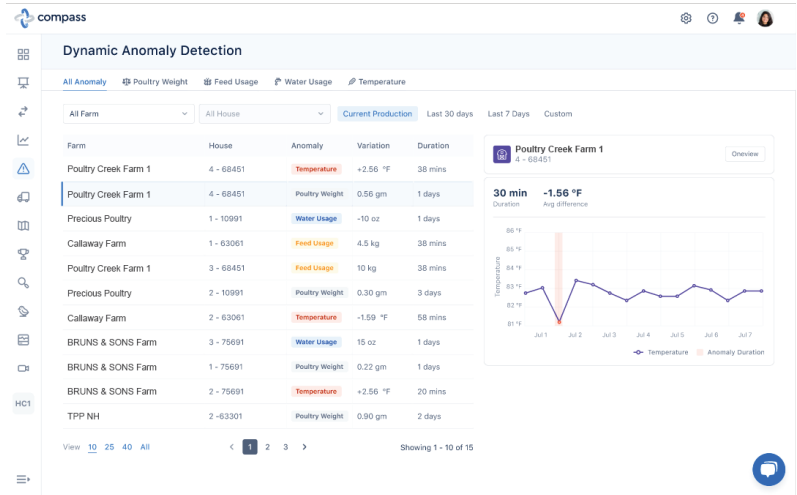 compass
Dynamic Anomaly Detection
All Anomaly Poultry Weight Feed Usage Water Usage Temperature
All Farm All House Current Production Last 30 days Last 7 Days Custom
Farm House Anomaly Variation Duration
Poultry Creek Farm 1 4 - 68451 Temperature +2.56 °F 38 mins
Poultry Creek Farm 1 4 - 68451 Poultry Weight 0.56 gm 1 days
Precious Poultry 1 - 10991 Water Usage -10 oz 1 days
Callaway Farm 1 - 63061 Feed Usage 4.5 kg 38 mins
Poultry Creek Farm 1 3 - 68451 Feed Usage 10 kg 38 mins
Precious Poultry 2 - 10991 Poultry Weight 0.30 gm 3 days
Callaway Farm 2 - 63061 Temperature -1.59 °F 58 mins
BRUNS & SONS Farm 3 - 75691 Water Usage 15 oz 1 days
BRUNS & SONS Farm 1 - 75691 Poultry Weight 0.22 gm 1 days
BRUNS & SONS Farm 2 - 75691 Temperature +2.56 °F 20 mins
TPP NH 2 -63301 Poultry Weight 0.90 gm 2 days
View 10 25 40 All < 1 2 3 > Showing 1 - 10 of 15
HC1
Poultry Creek Farm 1
4 - 68451
Oneview
30 min -1.56 °F
Duration Avg difference
Temperature
86 °F
85 °F
84 °F
83 °F
82 °F
81 °F
Jul 1 Jul 2 Jul 3 Jul 4 Jul 5 Jul 6 Jul 7
Temperature Anomaly Duration